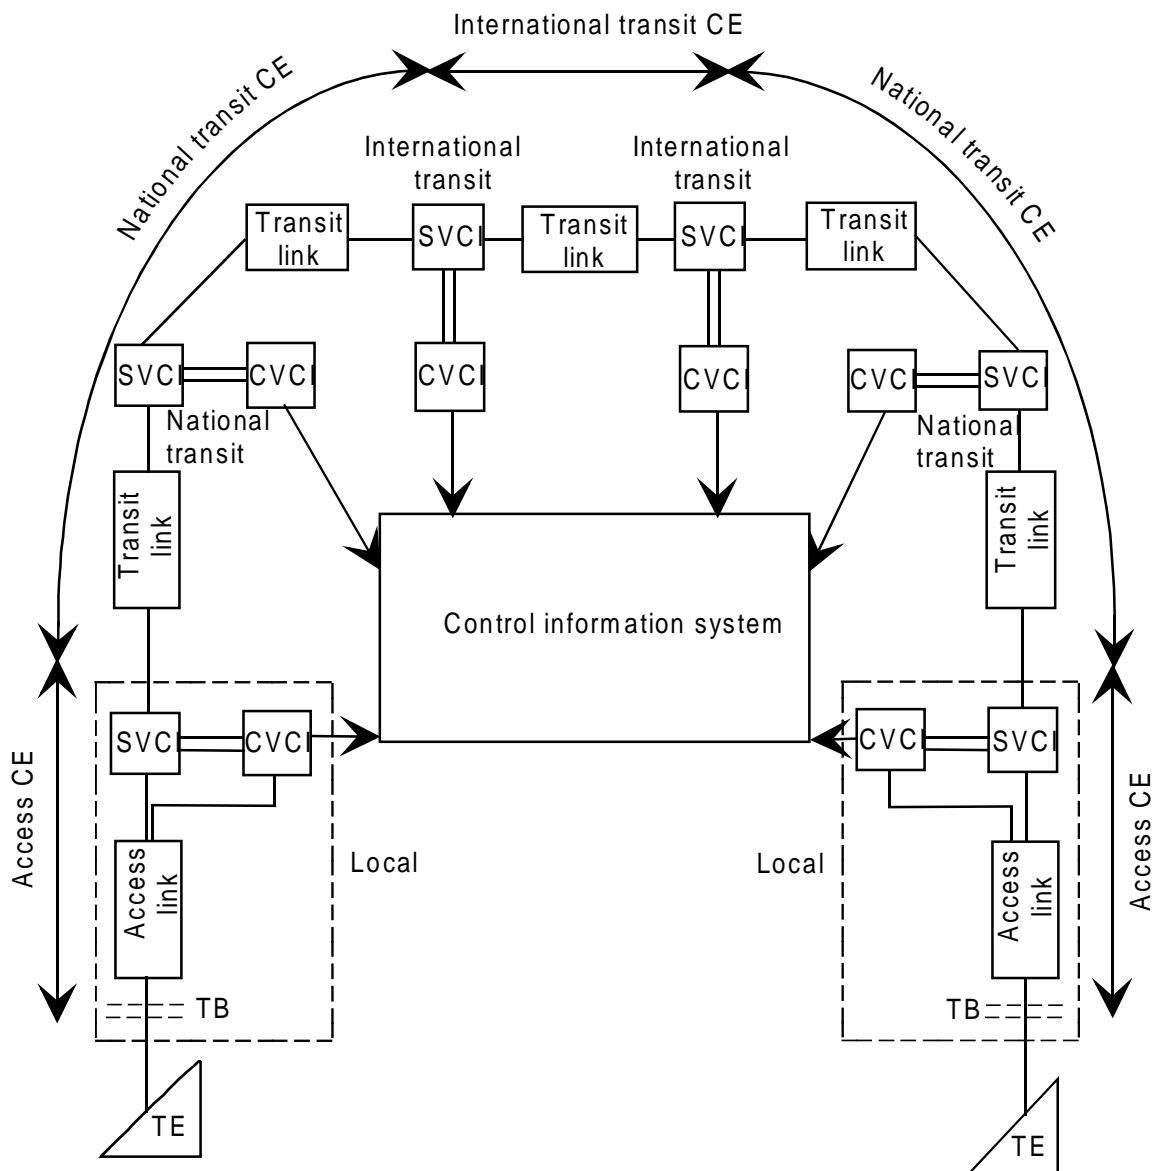 International transit CE
National transit CE
National transit CE
International
transit
International
transit
Transit
link
SVCI
Transit
link
SVCI
Transit
link
SVCI
CVCI
CVCI
CVCI
CVCI
SVCI
National
transit
National
transit
Transit
link
Transit
link
Control information system
Access CE
SVCI
CVCI
CVCI
SVCI
Access CE
Access
link
Local
Local
Access
link
TB
TB
TE
TE